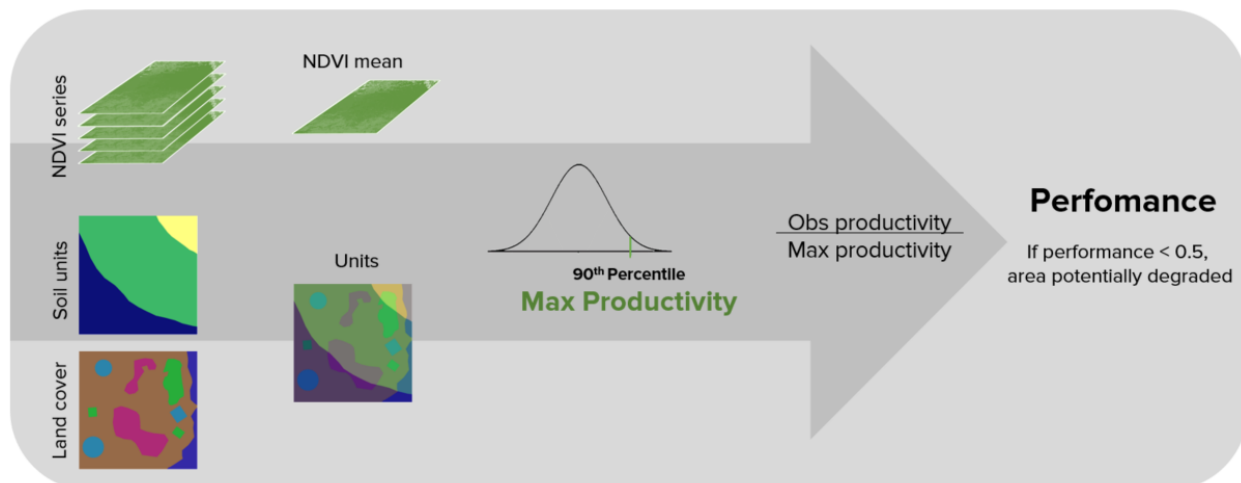 NDVI series
NDVI mean
Soil units
Land cover
Units
90th Percentile
Max Productivity
Obs productivity
Max productivity
Perfomance
If performance < 0.5,
area potentially degraded